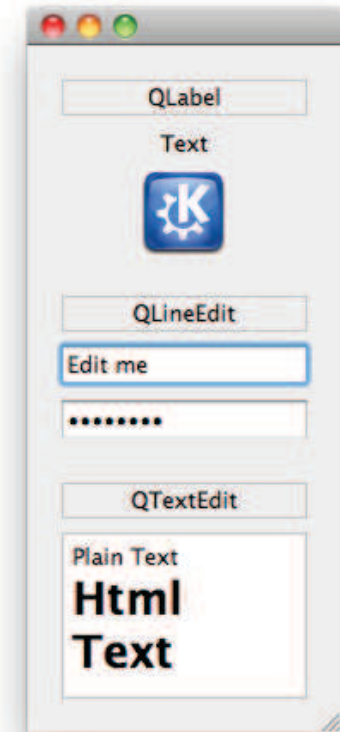 QLabel
Text
K
QLineEdit
Edit me
••••••••
QTextEdit
Plain Text
Html
Text